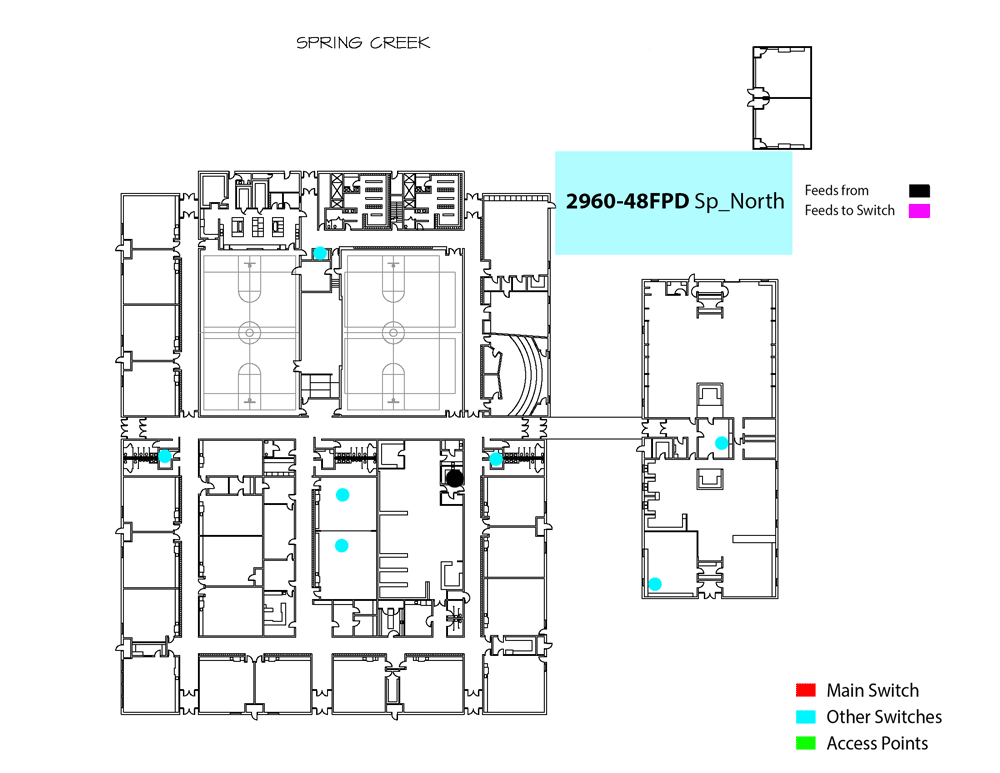 SPRING CREEK
2960-48FPD Sp_North
Feeds from
Feeds to Switch
Main Switch
Other Switches
Access Points